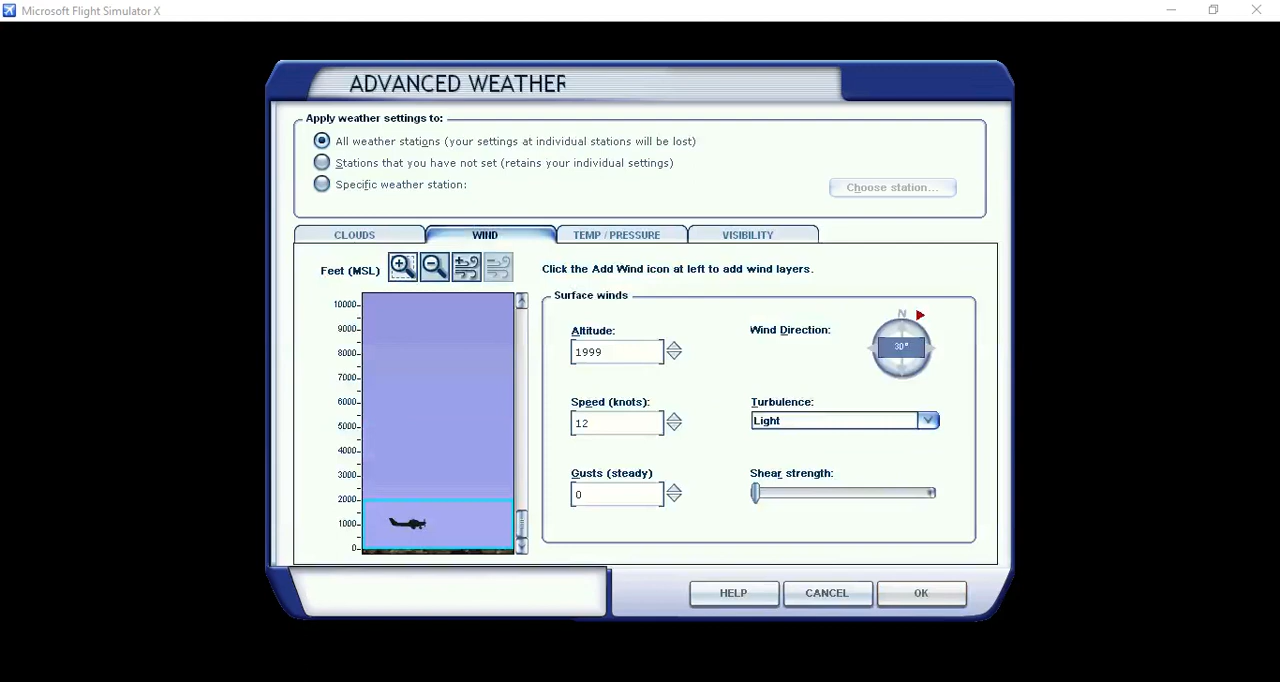 Microsoft Flight Simulator X
ADVANCED WEATHER
Apply weather settings to:
All weather stations (your settings at individual stations will be lost)
Stations that you have not set (retains your individual settings)
Specific weather station:
Choose station...
CLOUDS WIND TEMP / PRESSURE VISIBILITY
Feet (MSL)
Click the Add Wind icon at left to add wind layers.
10000
9000
8000
7000
6000
5000
4000
3000
2000
1000
0
Surface winds
Altitude:
1999
Wind Direction:
N
30°
Speed (knots):
12
Turbulence:
Light
Gusts (steady)
0
Shear strength:
HELP CANCEL OK